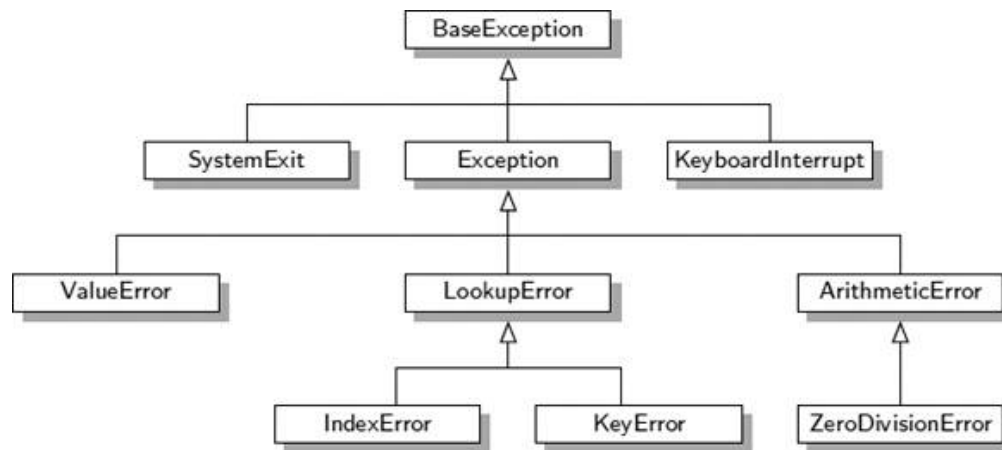 BaseException
SystemExit
Exception
KeyboardInterrupt
ValueError
LookupError
ArithmeticError
IndexError
KeyError
ZeroDivisionError